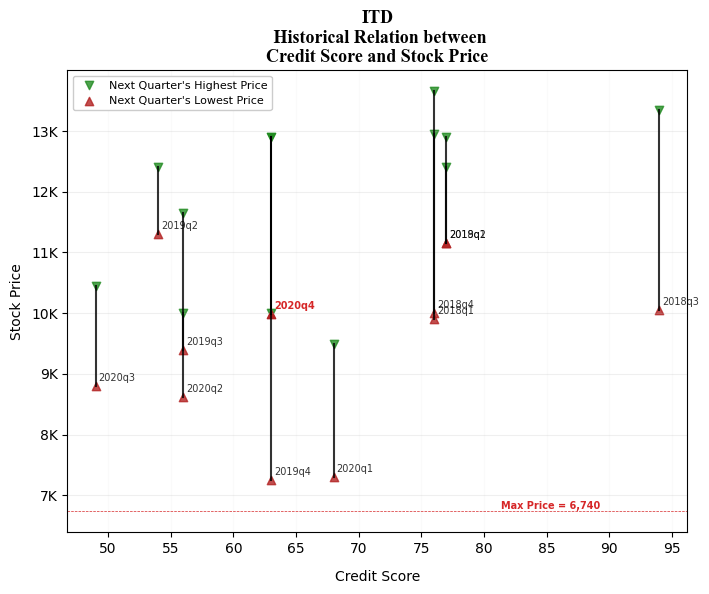 ITD
Historical Relation between
Credit Score and Stock Price
Next Quarter's Highest Price
Next Quarter's Lowest Price
13K
12K
11K
10K
9K
8K
7K
Stock Price
2019q2
2018q3
2020q4
2018q4
2018q1
2019q3
2020q3
2020q2
2019q4
2020q1
Max Price = 6,740
50
55
60
65
70
75
80
85
90
95
Credit Score